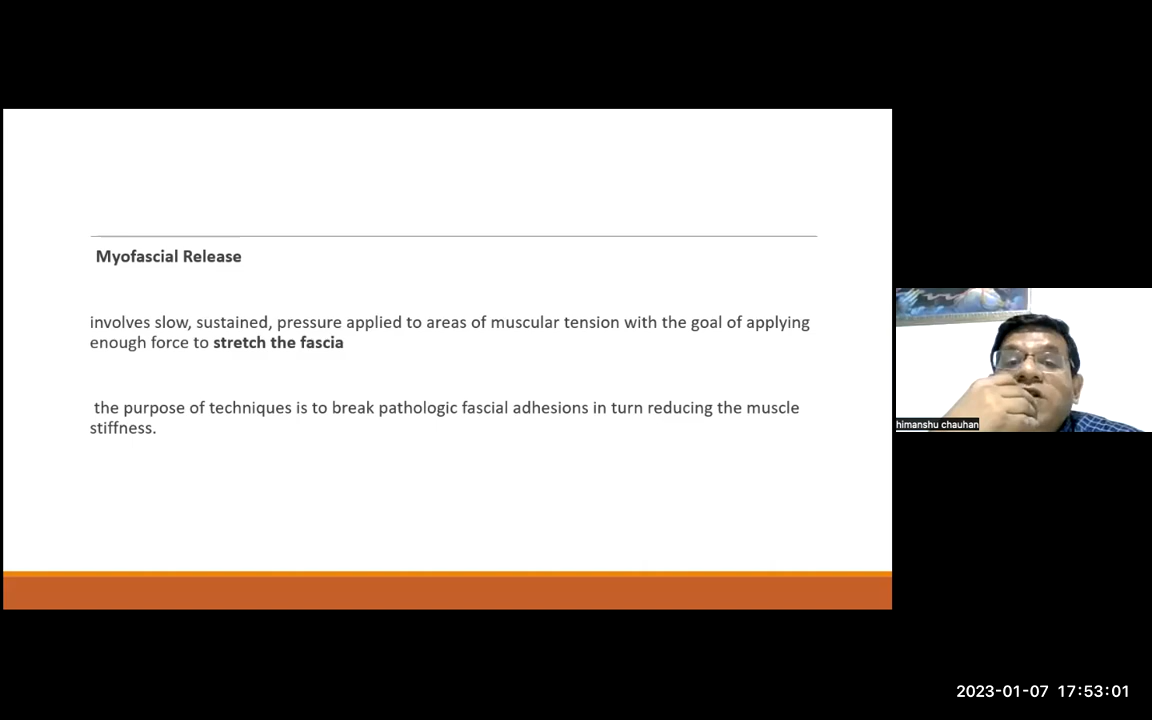 Myofascial Release
involves slow, sustained, pressure applied to areas of muscular tension with the goal of applying
enough force to stretch the fascia
the purpose of techniques is to break pathologic fascial adhesions in turn reducing the muscle
stiffness.
himanshu chauhan
2023-01-07 17:53:01